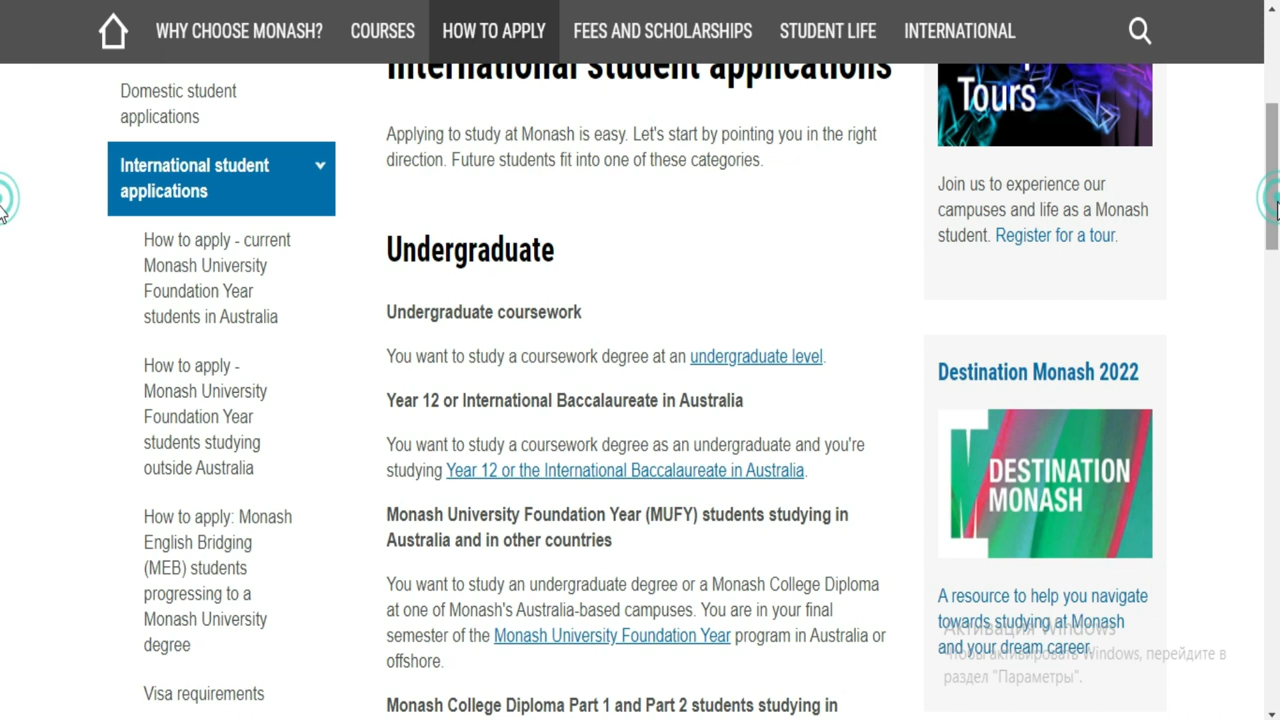 WHY CHOOSE MONASH?
COURSES
HOW TO APPLY
FEES AND SCHOLARSHIPS
STUDENT LIFE
INTERNATIONAL
Domestic student
applications
International student
applications
How to apply - current
Monash University
Foundation Year
students in Australia
How to apply -
Monash University
Foundation Year
students studying
outside Australia
How to apply: Monash
English Bridging
(MEB) students
progressing to a
Monash University
degree
Visa requirements
International student applications
Applying to study at Monash is easy. Let's start by pointing you in the right
direction. Future students fit into one of these categories.
Undergraduate
Undergraduate coursework
You want to study a coursework degree at an undergraduate level.
Year 12 or International Baccalaureate in Australia
You want to study a coursework degree as an undergraduate and you're
studying Year 12 or the International Baccalaureate in Australia.
Monash University Foundation Year (MUFY) students studying in
Australia and in other countries
You want to study an undergraduate degree or a Monash College Diploma
at one of Monash's Australia-based campuses. You are in your final
semester of the Monash University Foundation Year program in Australia or
offshore.
Monash College Diploma Part 1 and Part 2 students studying in
Tours
Join us to experience our
campuses and life as a Monash
student. Register for a tour.
Destination Monash 2022
DESTINATION
MONASH
A resource to help you navigate
towards studying at Monash
and your dream career.
Активация Windows
Чтобы активировать Windows, перейдите в
раздел "Параметры".